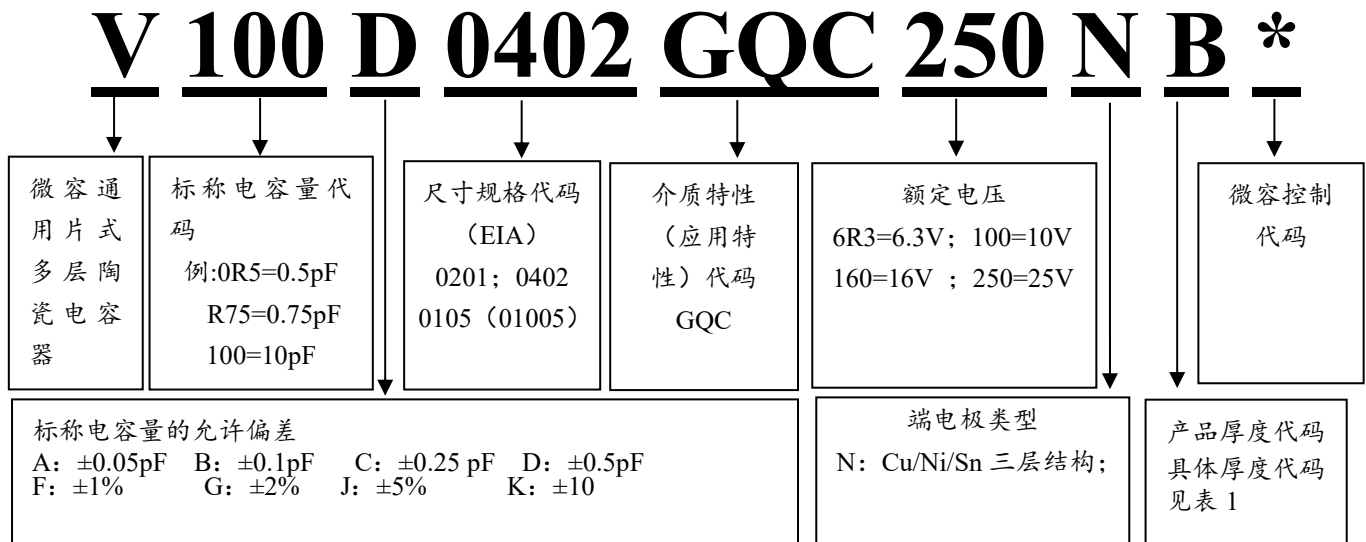 V 100 D 0402 GQC 250 N B *
微容通
用片式
多层陶
瓷电容
器
标称电容量代
码
例:0R5=0.5pF
R75=0.75pF
100=10pF
尺寸规格代码
（EIA）
0201；0402
0105（01005）
介质特性
（应用特
性）代码
GQC
额定电压
6R3=6.3V；100=10V
160=16V ；250=25V
微容控制
代码
标称电容量的允许偏差
A：±0.05pF B：±0.1pF C：±0.25 pF D：±0.5pF
F：±1% G：±2% J：±5% K：±10
端电极类型
N：Cu/Ni/Sn 三层结构；
产品厚度代码
具体厚度代码
见表 1